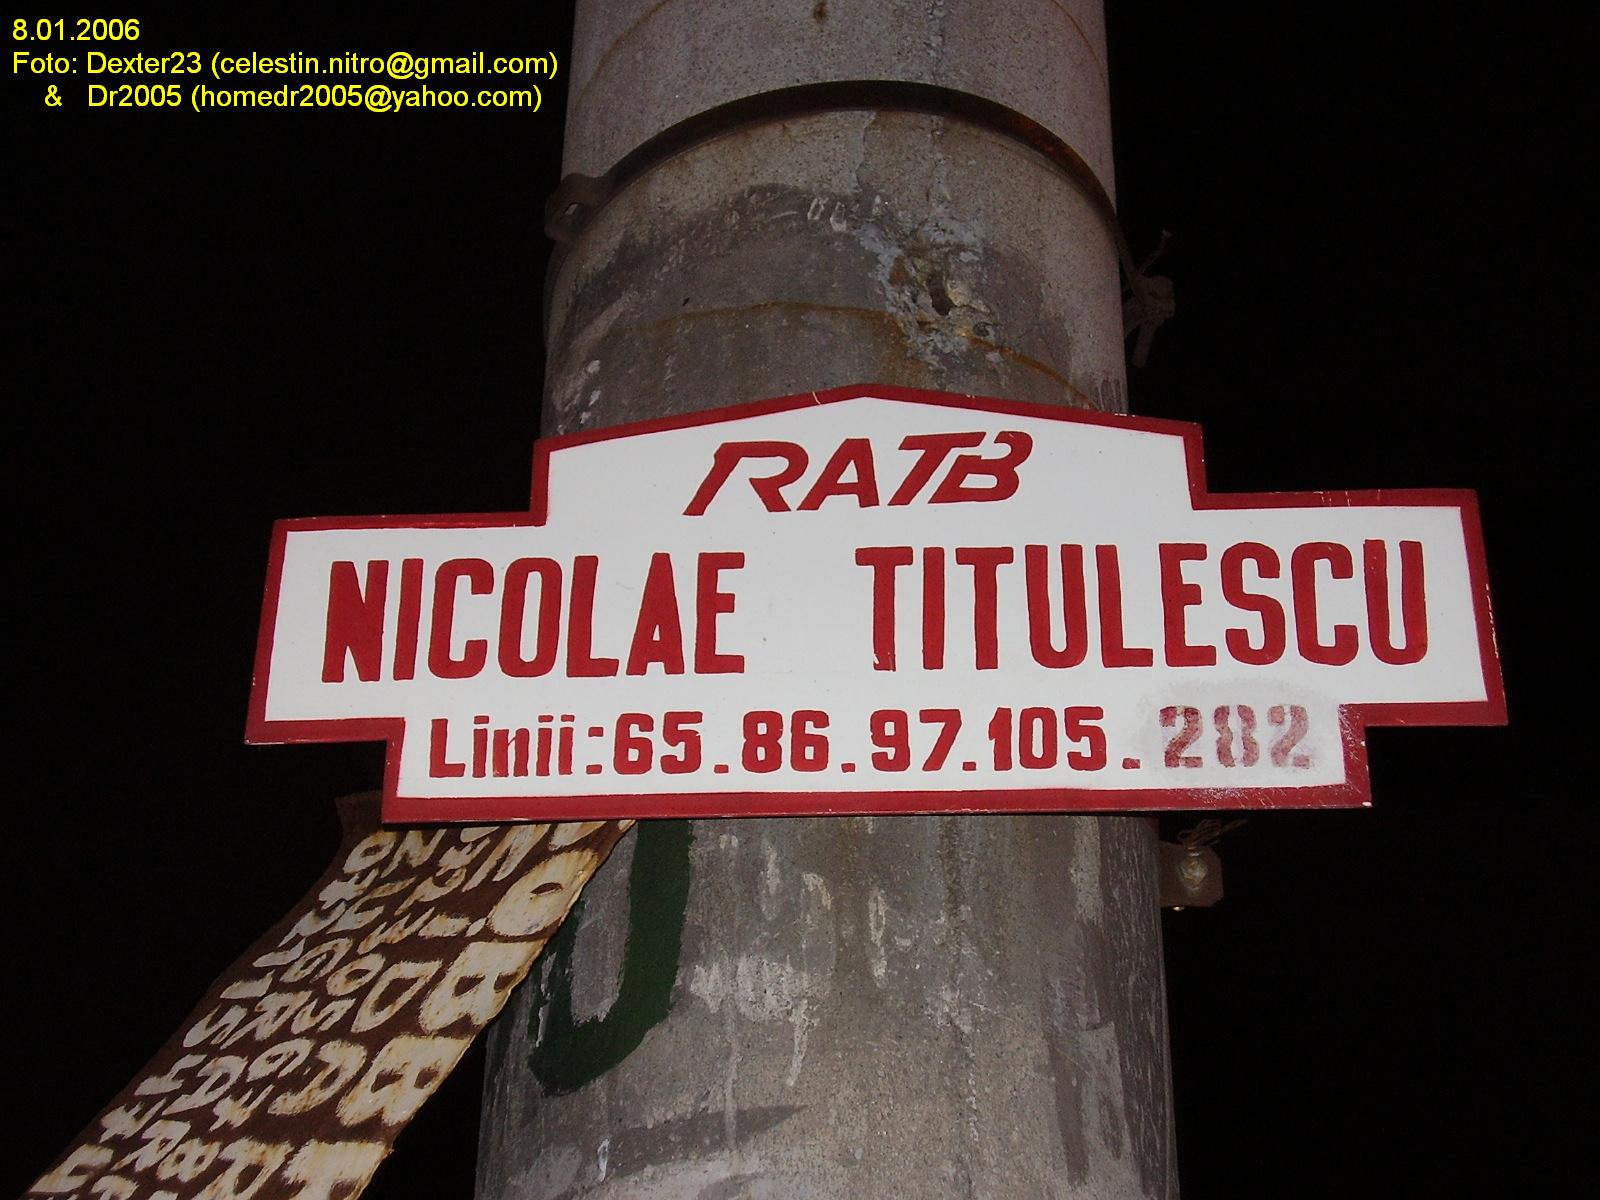 8.01.2006
Foto: Dexter23 (celestin.nitro@gmail.com)
& Dr2005 (homedr2005@yahoo.com)
RATB
NICOLAE TITULESCU
Linii:65.86.97.105.282